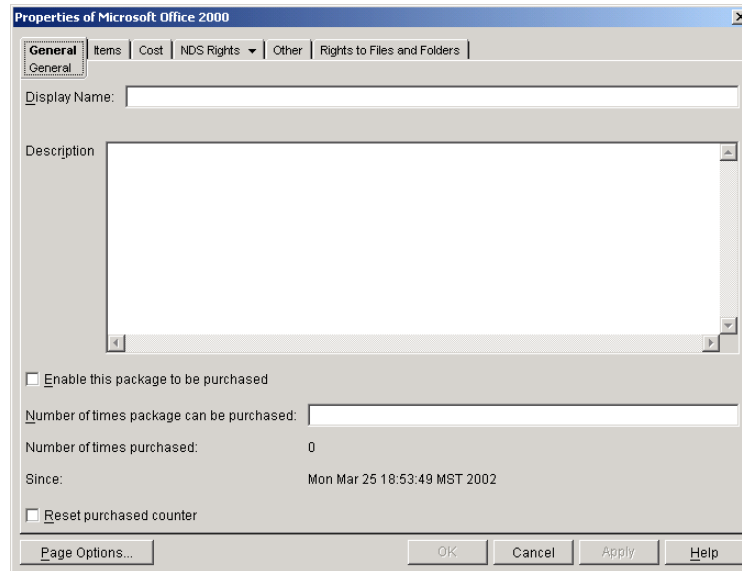 Properties of Microsoft Office 2000
General Items Cost NDS Rights Other Rights to Files and Folders
General
Display Name:
Description
Enable this package to be purchased
Number of times package can be purchased:
Number of times purchased: 0
Since: Mon Mar 25 18:53:49 MST 2002
Reset purchased counter
Page Options... OK Cancel Apply Help